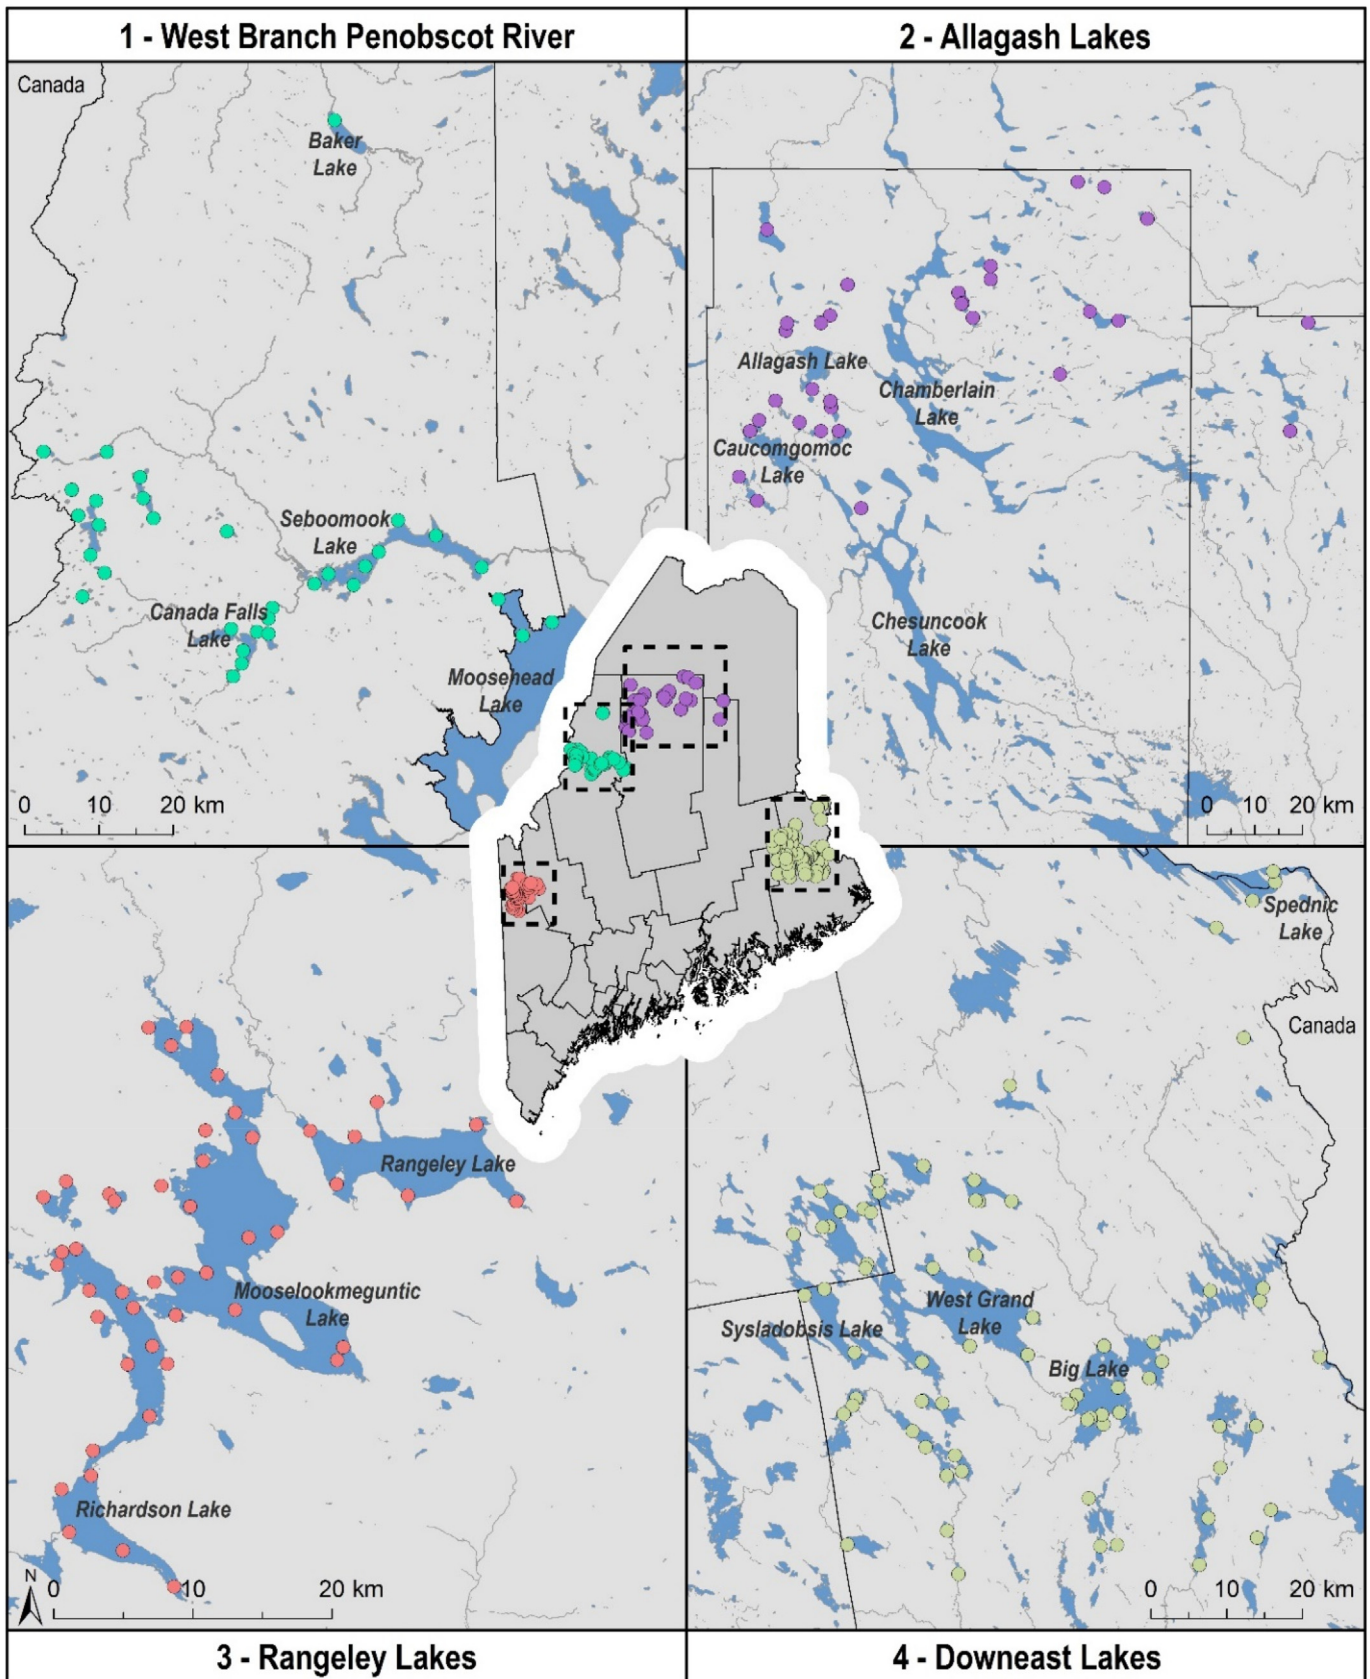 1 - West Branch Penobscot River
2 - Allagash Lakes
Canada
Baker
Lake
Seboomook
Lake
Canada Falls
Lake
Moosehead
Lake
0 10 20 km
Allagash Lake
Chamberlain
Lake
Caucomgomoc
Lake
Chesuncook
Lake
0 10 20 km
Rangeley Lake
Mooselookmeguntic
Lake
Richardson Lake
N
0 10 20 km
Spednic
Lake
Canada
West Grand
Lake
Sysladobsis Lake
Big Lake
0 10 20 km
3 - Rangeley Lakes
4 - Downeast Lakes